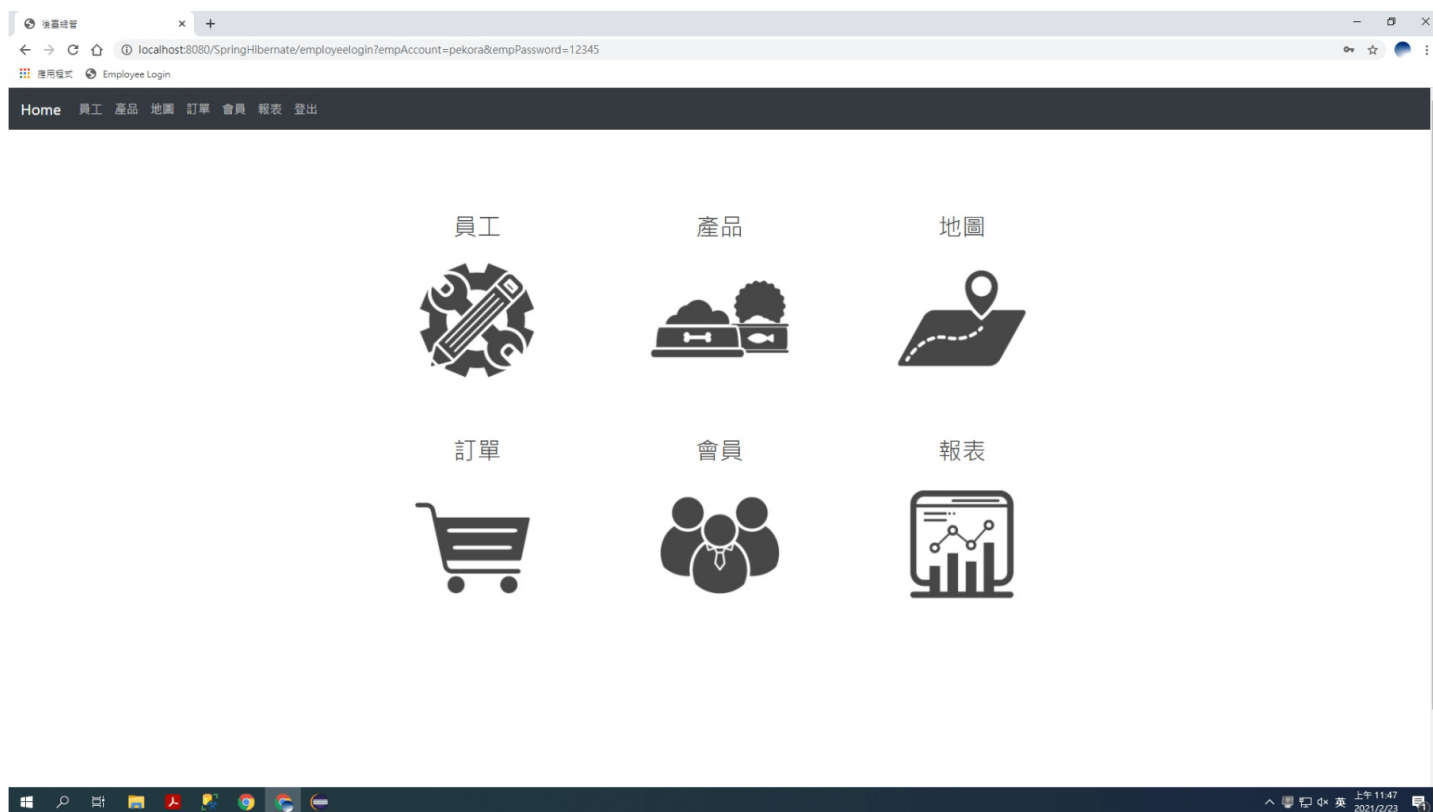 後臺總管
localhost:8080/SpringHibernate/employeelogin?empAccount=pekora&empPassword=12345
應用程式 Employee Login
Home 員工 產品 地圖 訂單 會員 報表 登出
員工 產品 地圖
訂單 會員 報表
英 上午 11:47
2021/2/23